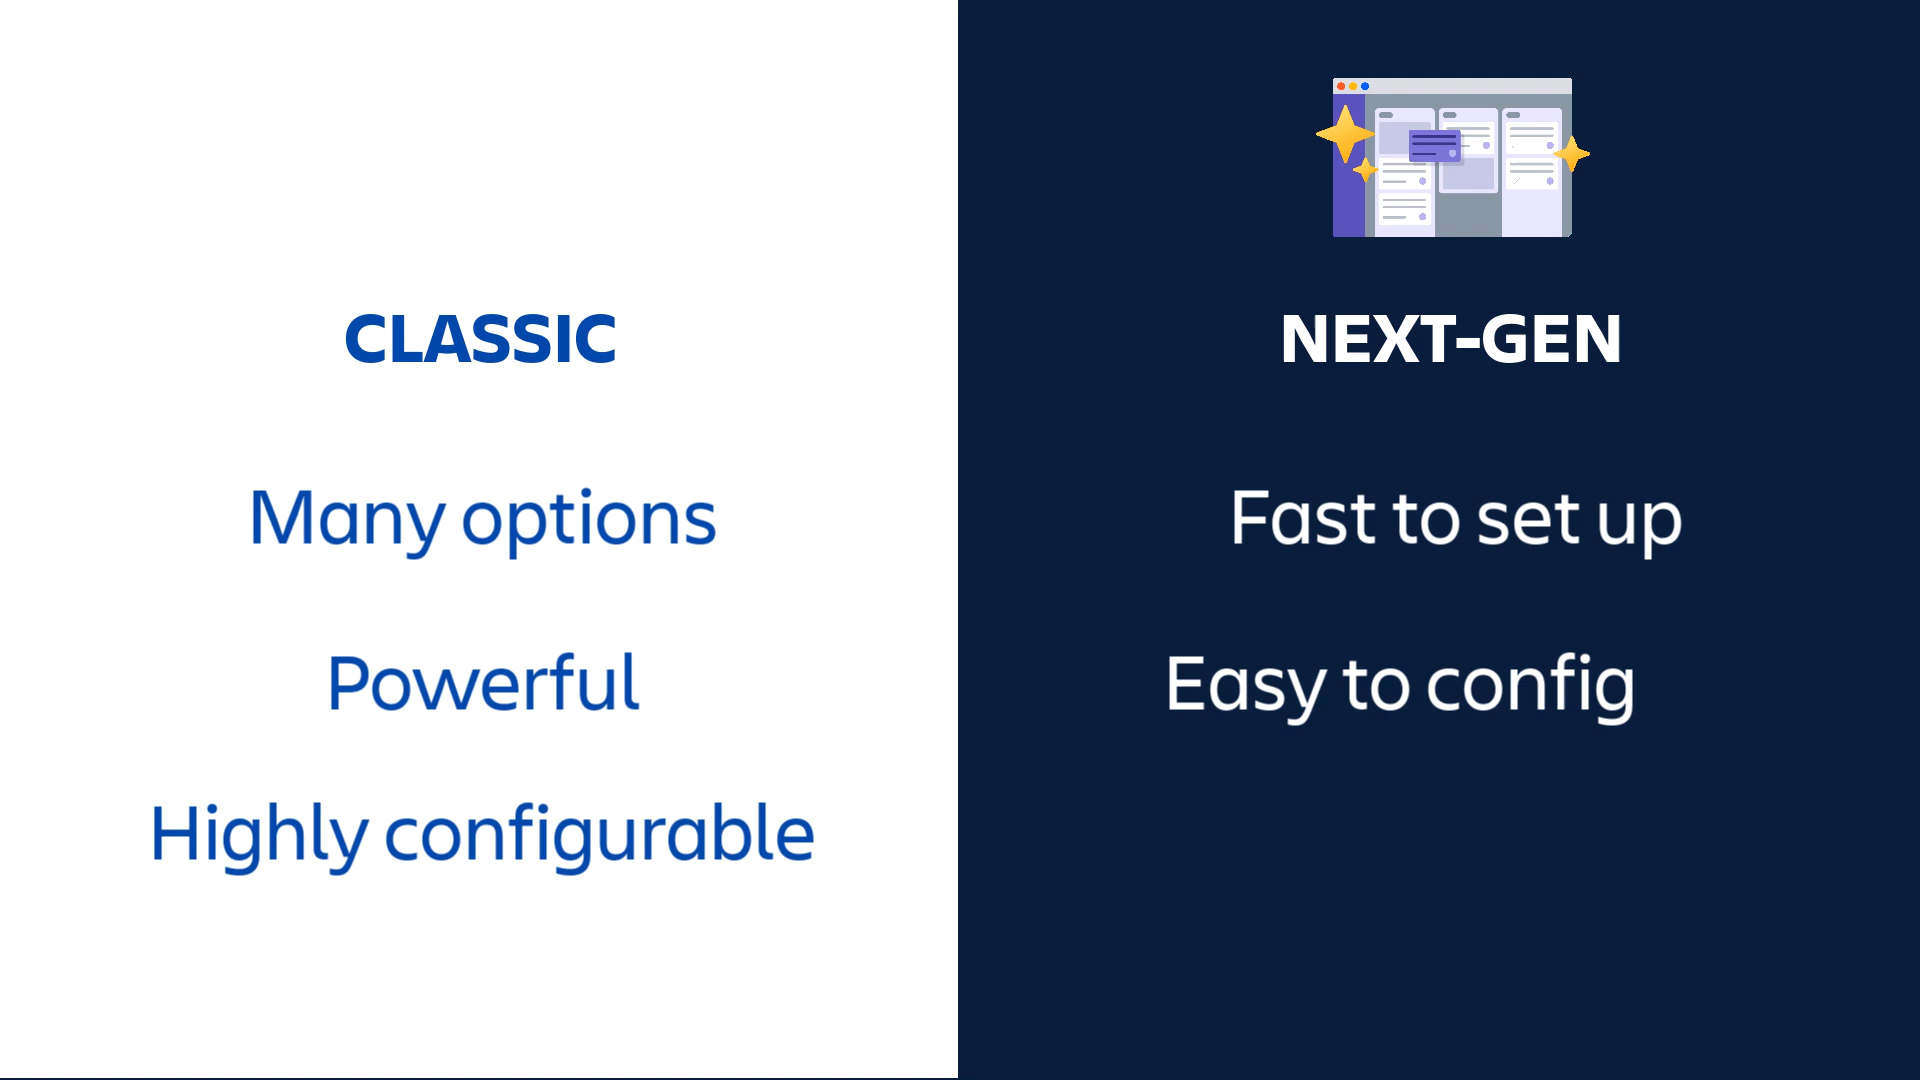 CLASSIC
Many options
Powerful
Highly configurable
NEXT-GEN
Fast to set up
Easy to config